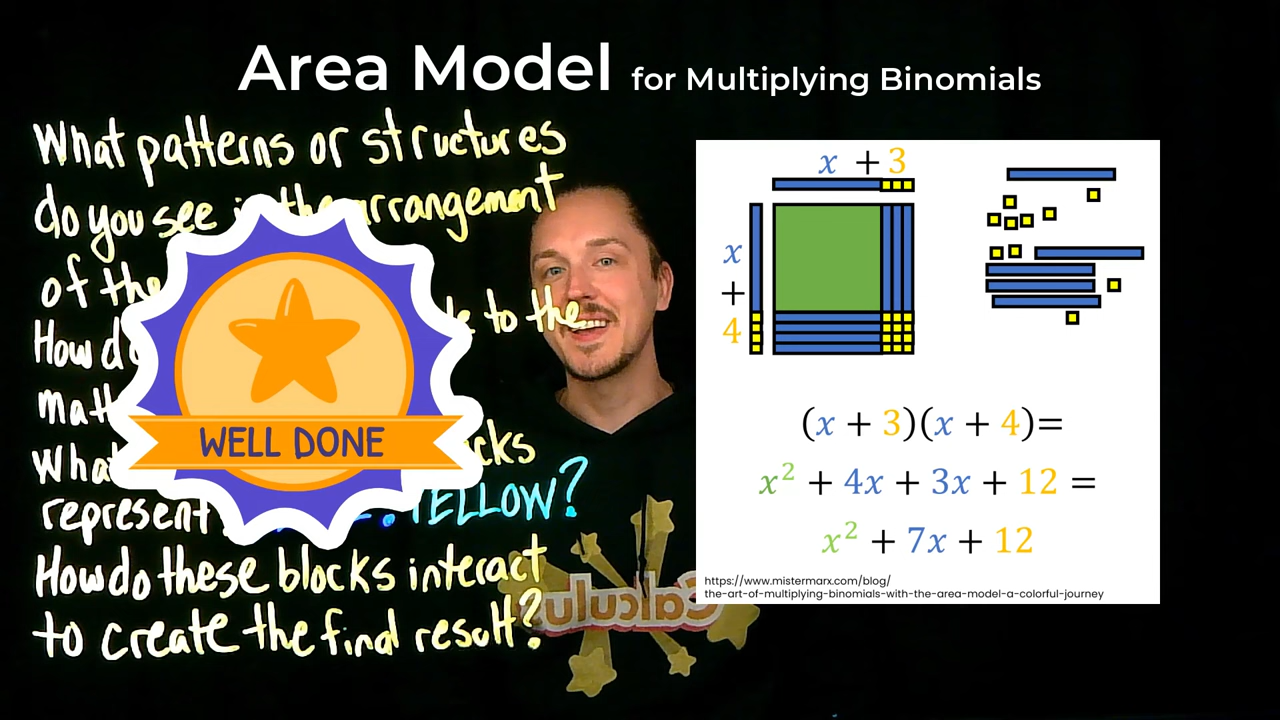 Area Model for Multiplying Binomials
What patterns or structures
do you see in the arrangement
of the
to the
How do
What
represent YELLOW?
How do these blocks interact
to create the final result?
WELL DONE
Calculus
x + 3
x
+
4
(x + 3)(x + 4)=
x² + 4x + 3x + 12 =
x² + 7x + 12
https://www.mistermarx.com/blog/
the-art-of-multiplying-binomials-with-the-area-model-a-colorful-journey